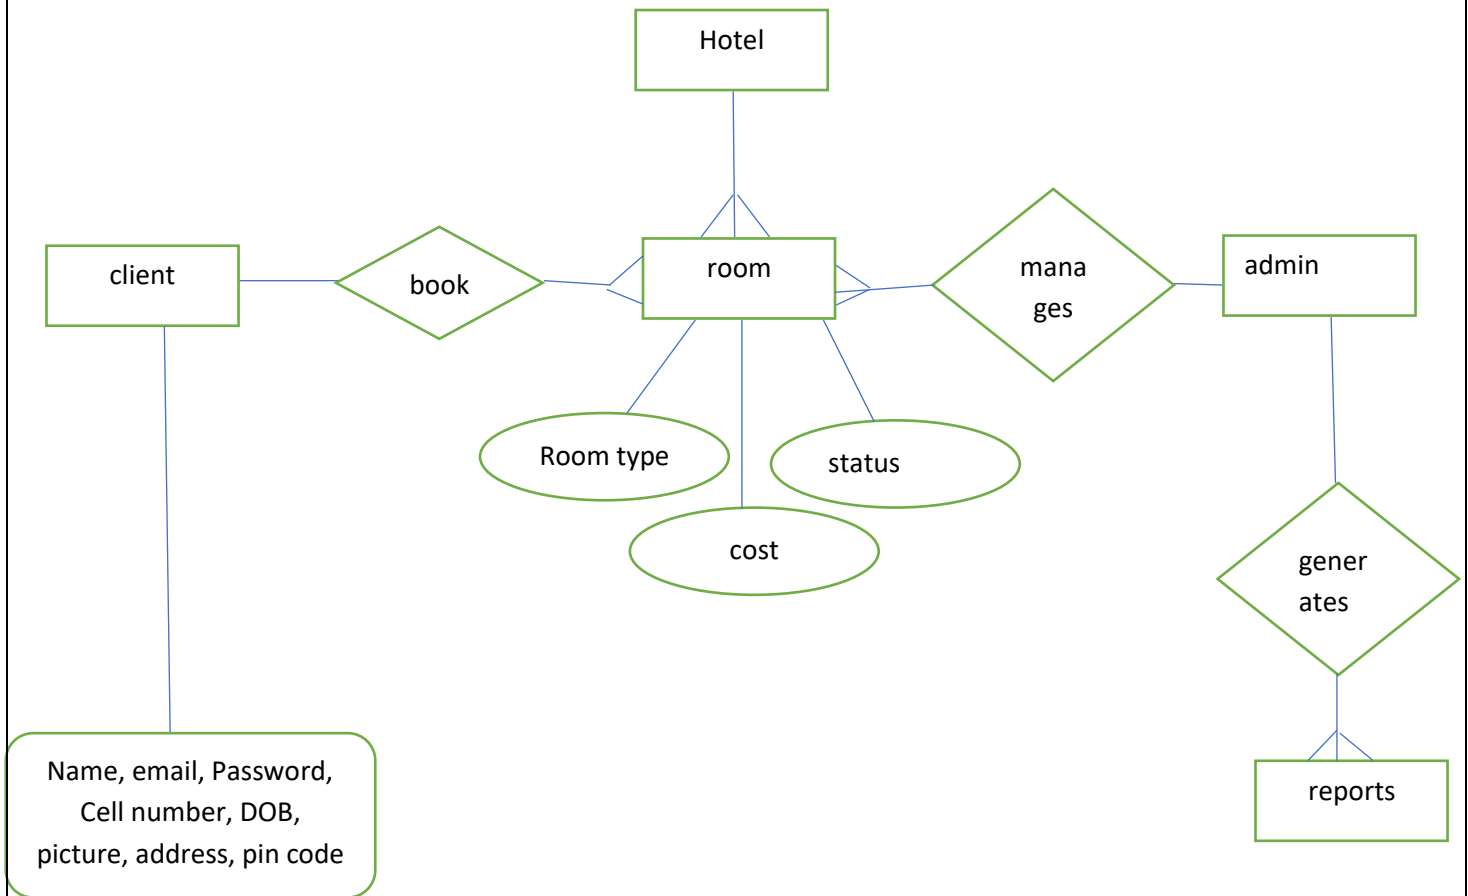 Hotel
client
book
room
mana
ges
admin
Room type
status
cost
gener
ates
Name, email, Password,
Cell number, DOB,
picture, address, pin code
reports